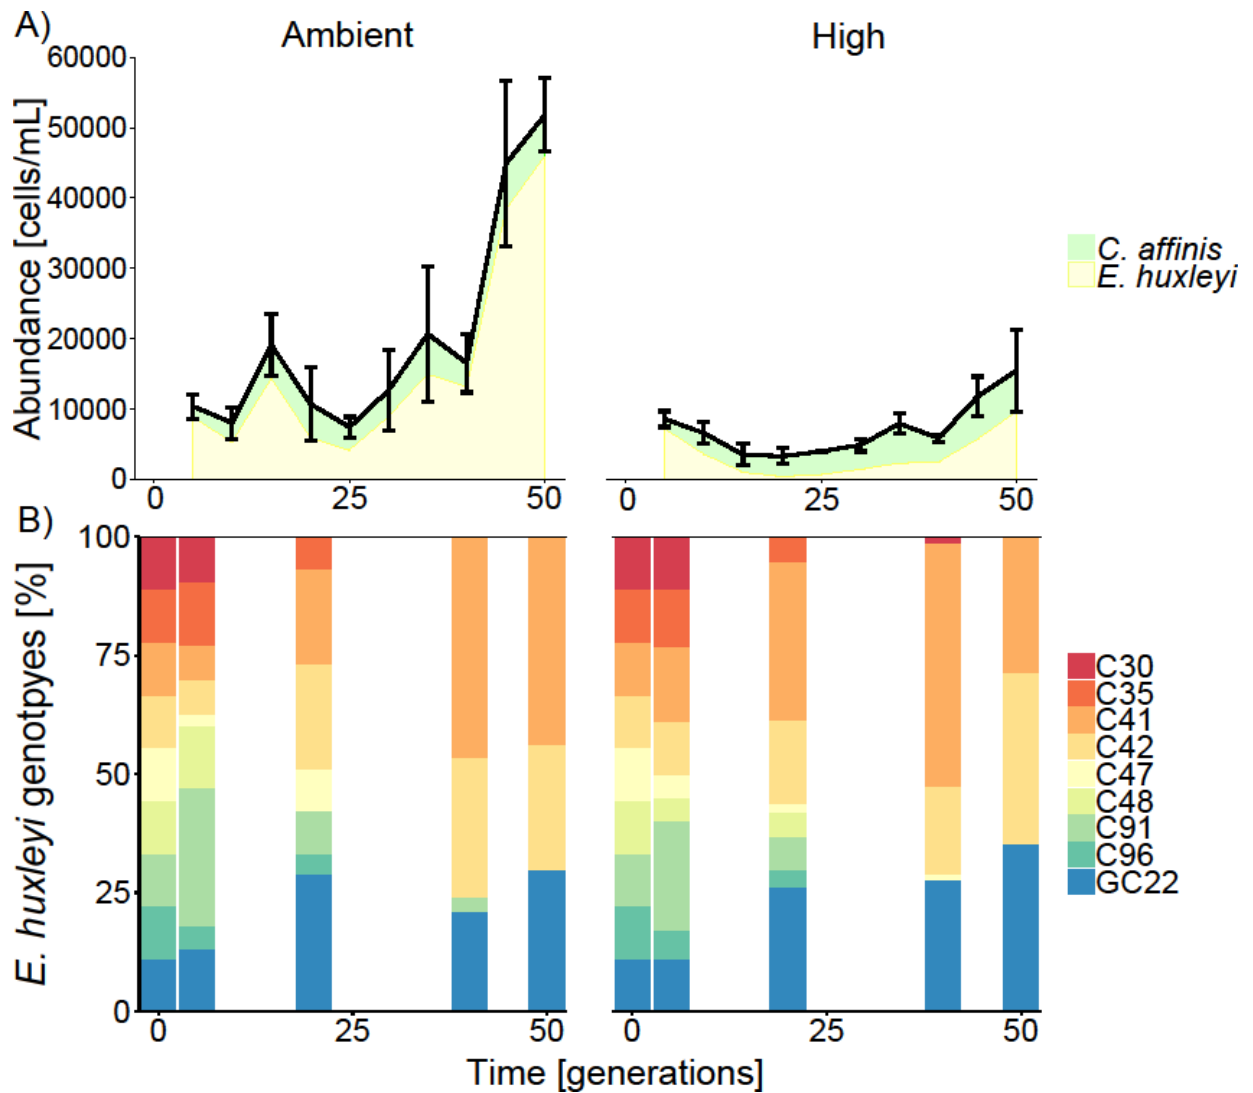 A)
Ambient
High
Abundance [cells/mL]
60000
50000
40000
30000
20000
10000
0
0 25 50
0 25 50
C. affinis
E. huxleyi
B)
E. huxleyi genotpyes [%]
100
75
50
25
0
0 25 50
0 25 50
C30
C35
C41
C42
C47
C48
C91
C96
GC22
Time [generations]